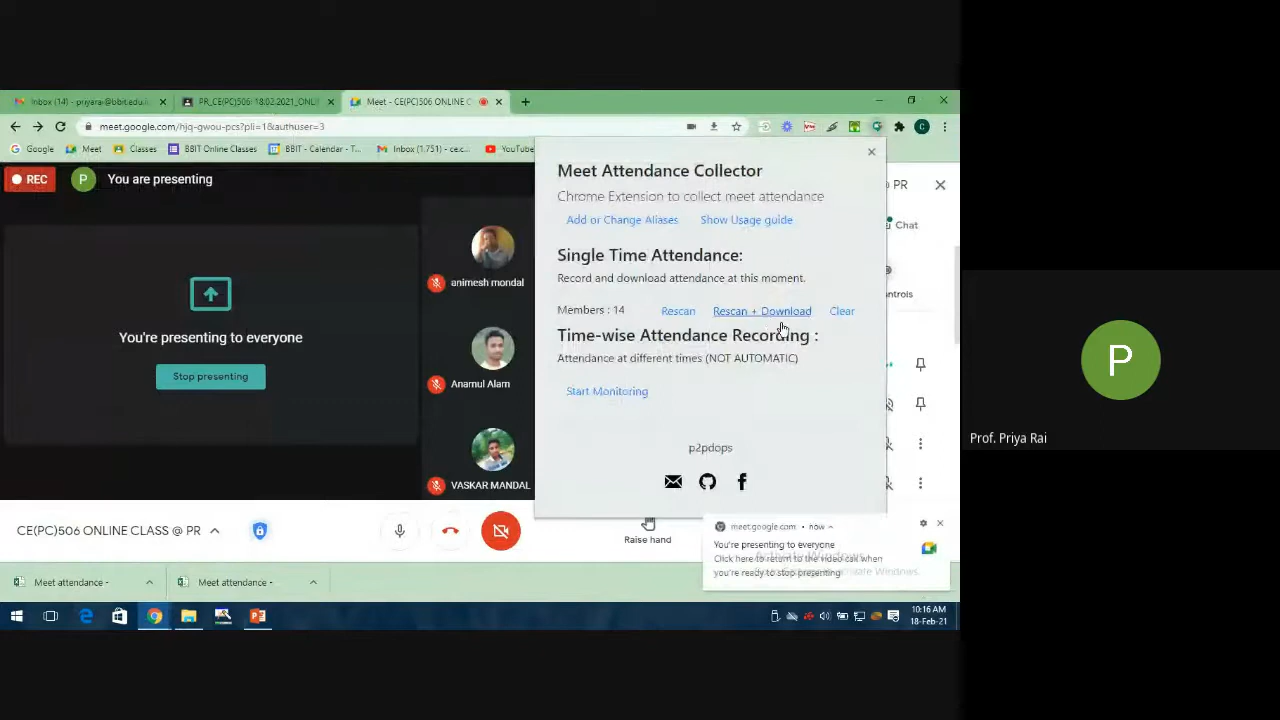 Inbox (14) - priyarai@bbit.edu.i
PR_CE(PC)506: 18.02.2021_ONLI
Meet - CE(PC)506 ONLINE C
meet.google.com/hjq-gwou-pcs?pli=1&authuser=3
Google
Meet
Classes
BBIT Online Classes
BBIT - Calendar - T...
Inbox (1,751) - ce.c...
YouTube
REC
P
You are presenting
You're presenting to everyone
Stop presenting
animesh mondal
Anamul Alam
VASKAR MANDAL
Meet Attendance Collector
Chrome Extension to collect meet attendance
Add or Change Aliases
Show Usage guide
Single Time Attendance:
Record and download attendance at this moment.
Members : 14
Rescan
Rescan + Download
Clear
Time-wise Attendance Recording :
Attendance at different times (NOT AUTOMATIC)
Start Monitoring
p2pdops
PR
Chat
ntrols
CE(PC)506 ONLINE CLASS @ PR
Raise hand
meet.google.com • now
You're presenting to everyone
Click here to return to the video call when
you're ready to stop presenting
Meet attendance -
Meet attendance -
10:16 AM
18-Feb-21
P
Prof. Priya Rai